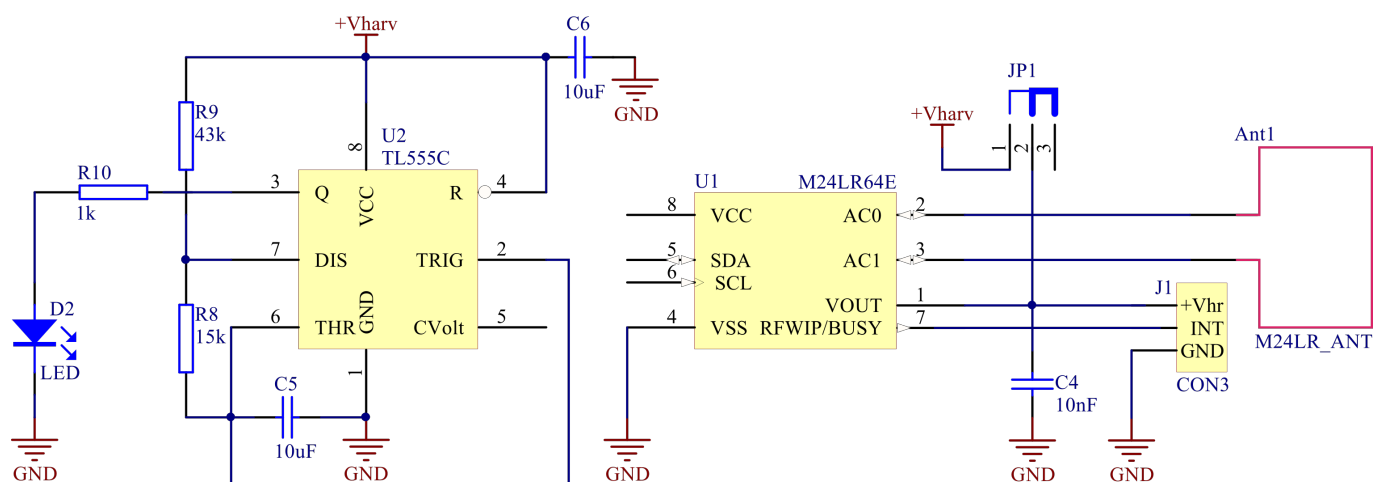 +Vharv
C6
10uF
GND
R9
43k
U2
TL555C
8
R10
1k
3
Q
VCC
R
4
7
DIS
TRIG
2
D2
LED
R8
15k
6
THR
GND
CVolt
5
1
C5
10uF
GND
GND
JP1
+Vharv
1
2
3
Ant1
U1
M24LR64E
8
VCC
AC0
2
5
SDA
AC1
3
6
SCL
VOUT
1
4
VSS
RFWIP/BUSY
7
J1
+Vhr
INT
GND
CON3
M24LR_ANT
C4
10nF
GND
GND
GND